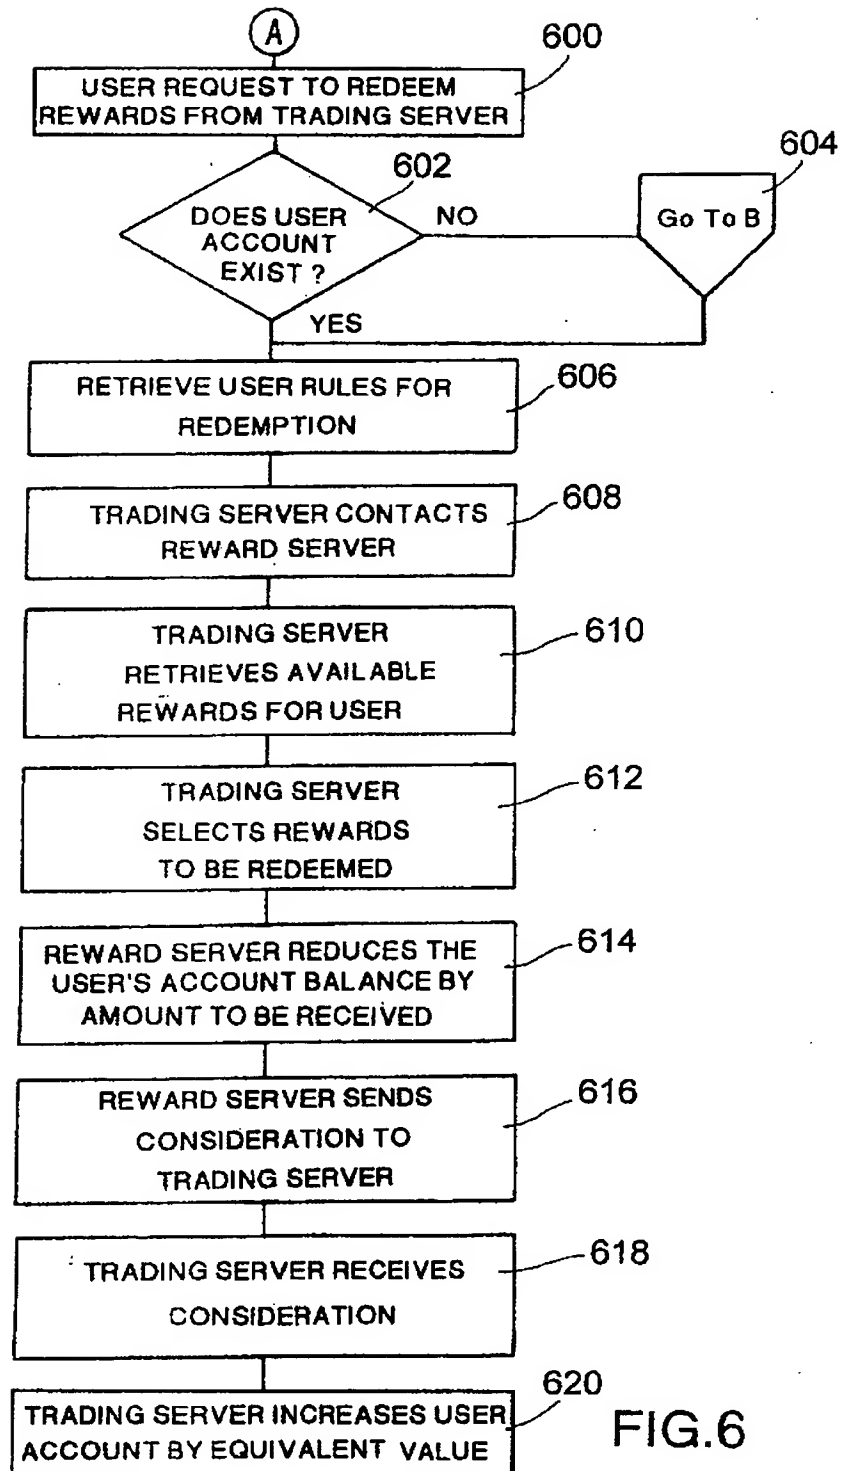 A
600
USER REQUEST TO REDEEM
REWARDS FROM TRADING SERVER
602
604
DOES USER
ACCOUNT
EXIST ?
NO
Go To B
YES
606
RETRIEVE USER RULES FOR
REDEMPTION
608
TRADING SERVER CONTACTS
REWARD SERVER
610
TRADING SERVER
RETRIEVES AVAILABLE
REWARDS FOR USER
612
TRADING SERVER
SELECTS REWARDS
TO BE REDEEMED
614
REWARD SERVER REDUCES THE
USER'S ACCOUNT BALANCE BY
AMOUNT TO BE RECEIVED
616
REWARD SERVER SENDS
CONSIDERATION TO
TRADING SERVER
618
TRADING SERVER RECEIVES
CONSIDERATION
620
TRADING SERVER INCREASES USER
ACCOUNT BY EQUIVALENT VALUE
FIG.6